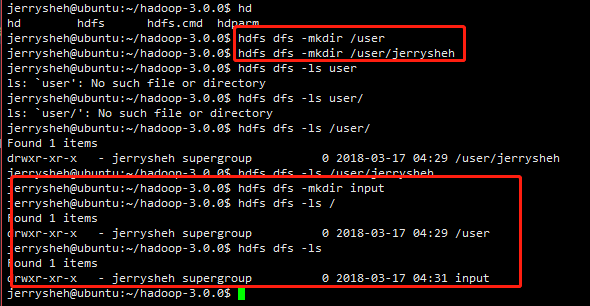 jerrysheh@ubuntu:~/hadoop-3.0.0$ hd
hd          hdfs        hdfs.cmd  hdparm
jerrysheh@ubuntu:~/hadoop-3.0.0$ hdfs dfs -mkdir /user
jerrysheh@ubuntu:~/hadoop-3.0.0$ hdfs dfs -mkdir /user/jerrysheh
jerrysheh@ubuntu:~/hadoop-3.0.0$ hdfs dfs -ls user
ls: `user': No such file or directory
jerrysheh@ubuntu:~/hadoop-3.0.0$ hdfs dfs -ls user/
ls: `user/': No such file or directory
jerrysheh@ubuntu:~/hadoop-3.0.0$ hdfs dfs -ls /user/
Found 1 items
drwxr-xr-x   - jerrysheh supergroup          0 2018-03-17 04:29 /user/jerrysheh
jerrysheh@ubuntu:~/hadoop-3.0.0$ hdfs dfs -ls /user/jerrysheh
jerrysheh@ubuntu:~/hadoop-3.0.0$ hdfs dfs -mkdir input
jerrysheh@ubuntu:~/hadoop-3.0.0$ hdfs dfs -ls /
Found 1 items
drwxr-xr-x   - jerrysheh supergroup          0 2018-03-17 04:29 /user
jerrysheh@ubuntu:~/hadoop-3.0.0$ hdfs dfs -ls
Found 1 items
drwxr-xr-x   - jerrysheh supergroup          0 2018-03-17 04:31 input
jerrysheh@ubuntu:~/hadoop-3.0.0$